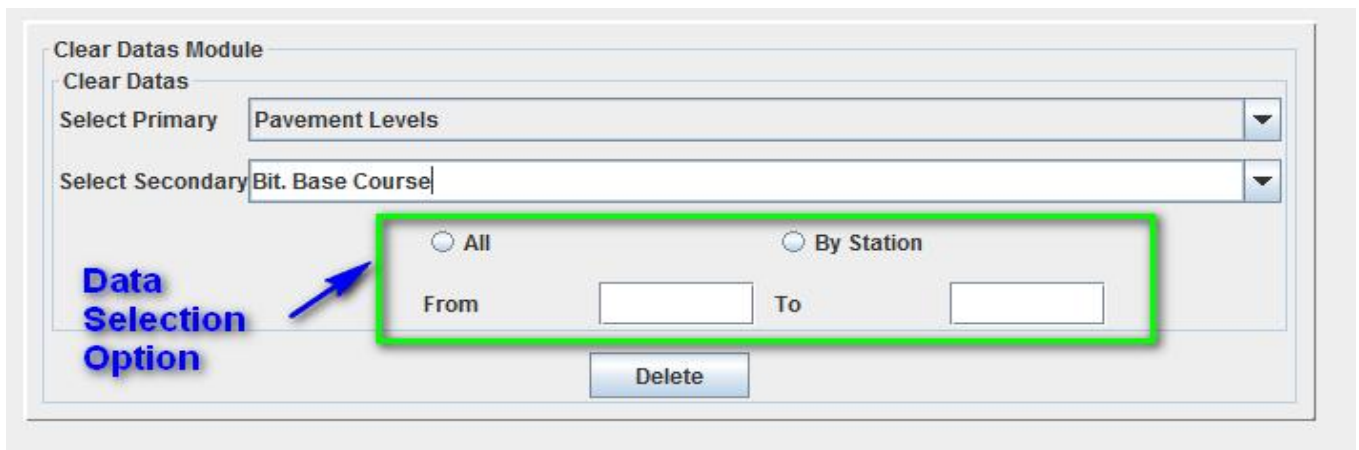 Clear Datas Module
Clear Datas
Select Primary Pavement Levels
Select Secondary Bit. Base Course
All By Station
From To
Data
Selection
Option
Delete